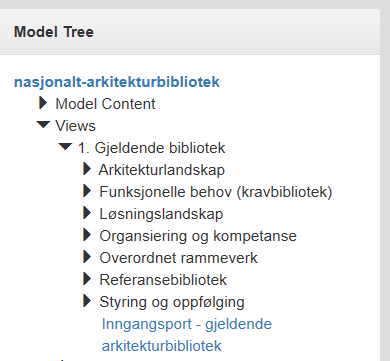 Model Tree
nasjonalt-arkitekturbibliotek
Model Content
Views
1. Gjeldende bibliotek
Arkitekturlandskap
Funksjonelle behov (kravbibliotek)
Løsningslandskap
Organsiering og kompetanse
Overordnet rammeverk
Referansebibliotek
Styring og oppfølging
Inngangsport - gjeldende
arkitekturbibliotek